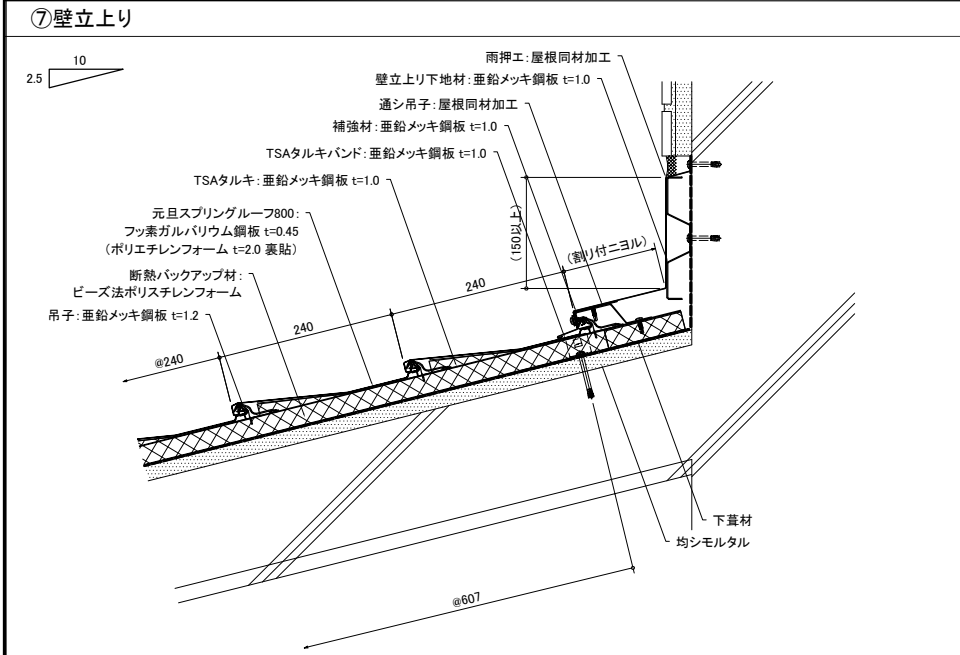 ⑦壁立上り
10
2.5
雨押エ：屋根同材加工
壁立上り下地材：亜鉛メッキ鋼板 t=1.0
通シ吊子：屋根同材加工
補強材：亜鉛メッキ鋼板 t=1.0
TSAタルキバンド：亜鉛メッキ鋼板 t=1.0
TSAタルキ：亜鉛メッキ鋼板 t=1.0
元旦スプリングルーフ800：
フッ素ガルバリウム鋼板 t=0.45
（ポリエチレンフォーム t=2.0 裏貼）
断熱バックアップ材：
ビーズ法ポリスチレンフォーム
吊子：亜鉛メッキ鋼板 t=1.2
(150以上)
(割り付ニヨル)
240
240
@240
下葺材
均シモルタル
@607